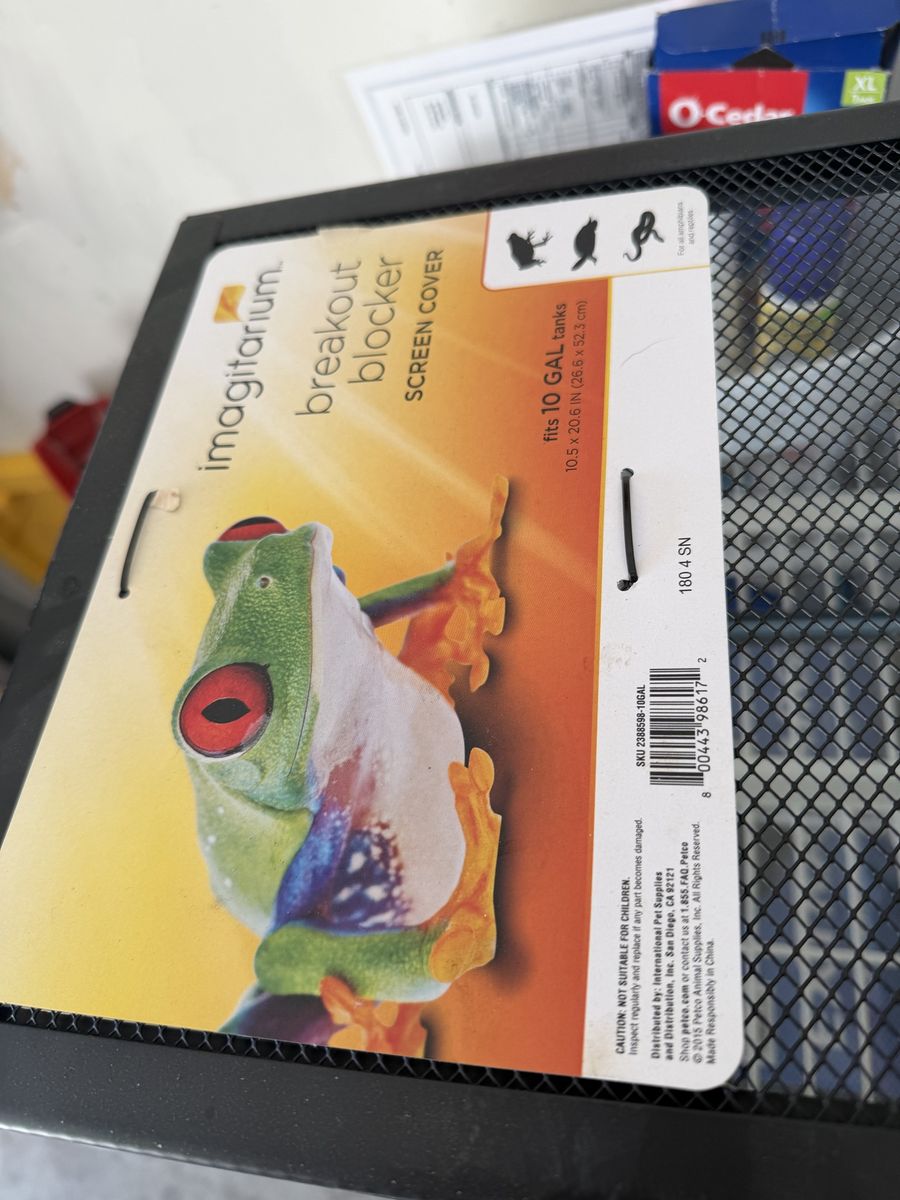 imagitarium™
breakout
blocker
SCREEN COVER
fits 10 GAL tanks
10.5 x 20.6 IN (26.6 x 52.3 cm)
For all amphibians
and reptiles
180 4 SN
SKU 2388598-10GAL
8 00443 98617 2
CAUTION: NOT SUITABLE FOR CHILDREN.
Inspect regularly and replace if any part becomes damaged.
Distributed by: International Pet Supplies
and Distribution, Inc. San Diego, CA 92121
Shop petco.com or contact us at 1.855.FAQ.Petco
© 2015 Petco Animal Supplies, Inc. All Rights Reserved.
Made Responsibly in China.
O-Cedar
XL